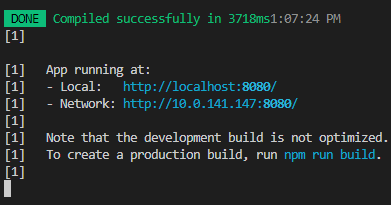 DONE Compiled successfully in 3718ms1:07:24 PM
[1]
[1] App running at:
[1] - Local: http://localhost:8080/
[1] - Network: http://10.0.141.147:8080/
[1]
[1] Note that the development build is not optimized.
[1] To create a production build, run npm run build.
[1]